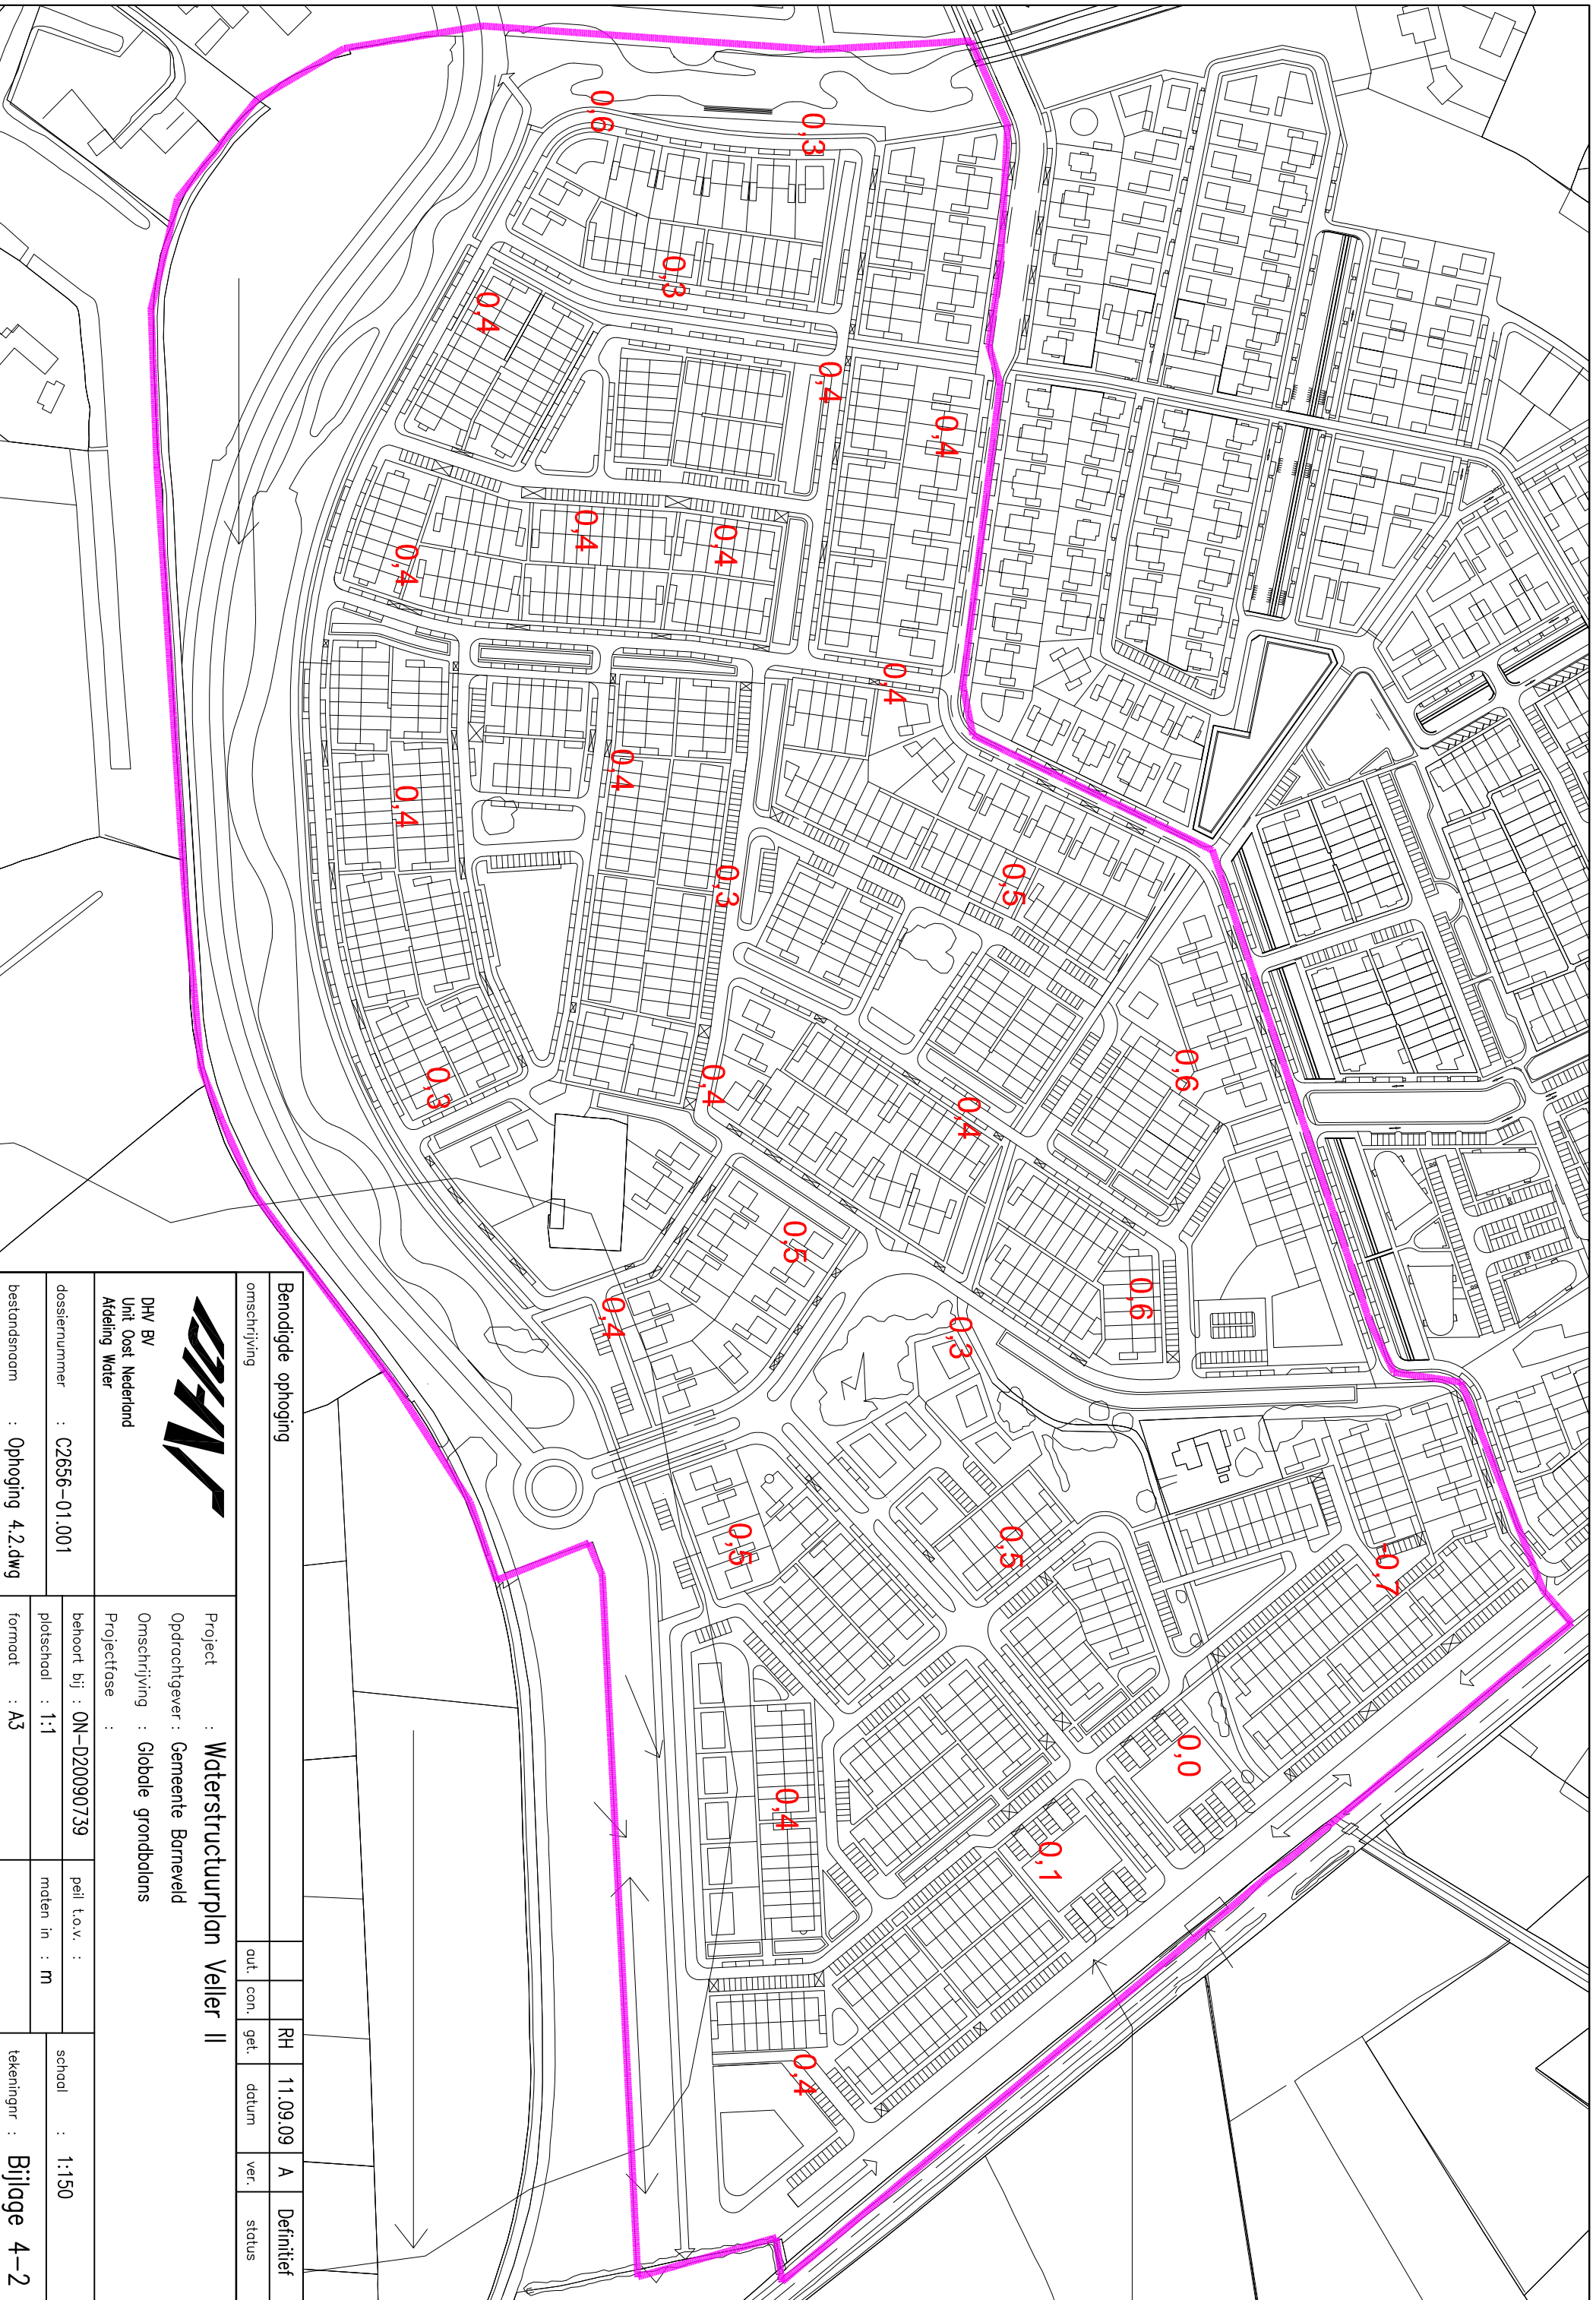 0,6
0,3
0,3
0,4
0,4
0,4
0,4
0,4
0,4
0,4
0,4
0,4
0,3
0,5
0,3
0,4
0,6
0,4
0,5
0,4
0,6
0,3
0,5
0,5
-0,7
0,0
0,1
0,4
0,4
Benodigde ophoging RH 11.09.09 A Definitief
omschrijving aut. con. get. datum ver. status
DHV
DHV BV
Unit Oost Nederland
Afdeling Water
Project : Waterstructuurplan Veller II
Opdrachtgever : Gemeente Barneveld
Omschrijving : Globale grondbalans
Projectfase :
dossiernummer : C2656-01.001
behoort bij : ON-D20090739
peil t.o.v. :
plotschaal : 1:1
maten in : m
schaal : 1:150
bestandsnaam : Ophoging 4.2.dwg
formaat : A3
tekeningnr : Bijlage 4-2